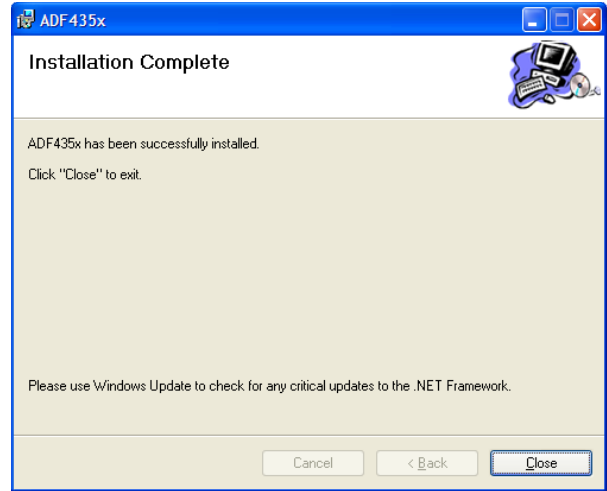 ADF435x
Installation Complete
ADF435x has been successfully installed.
Click "Close" to exit.
Please use Windows Update to check for any critical updates to the .NET Framework.
Cancel
< Back
Close